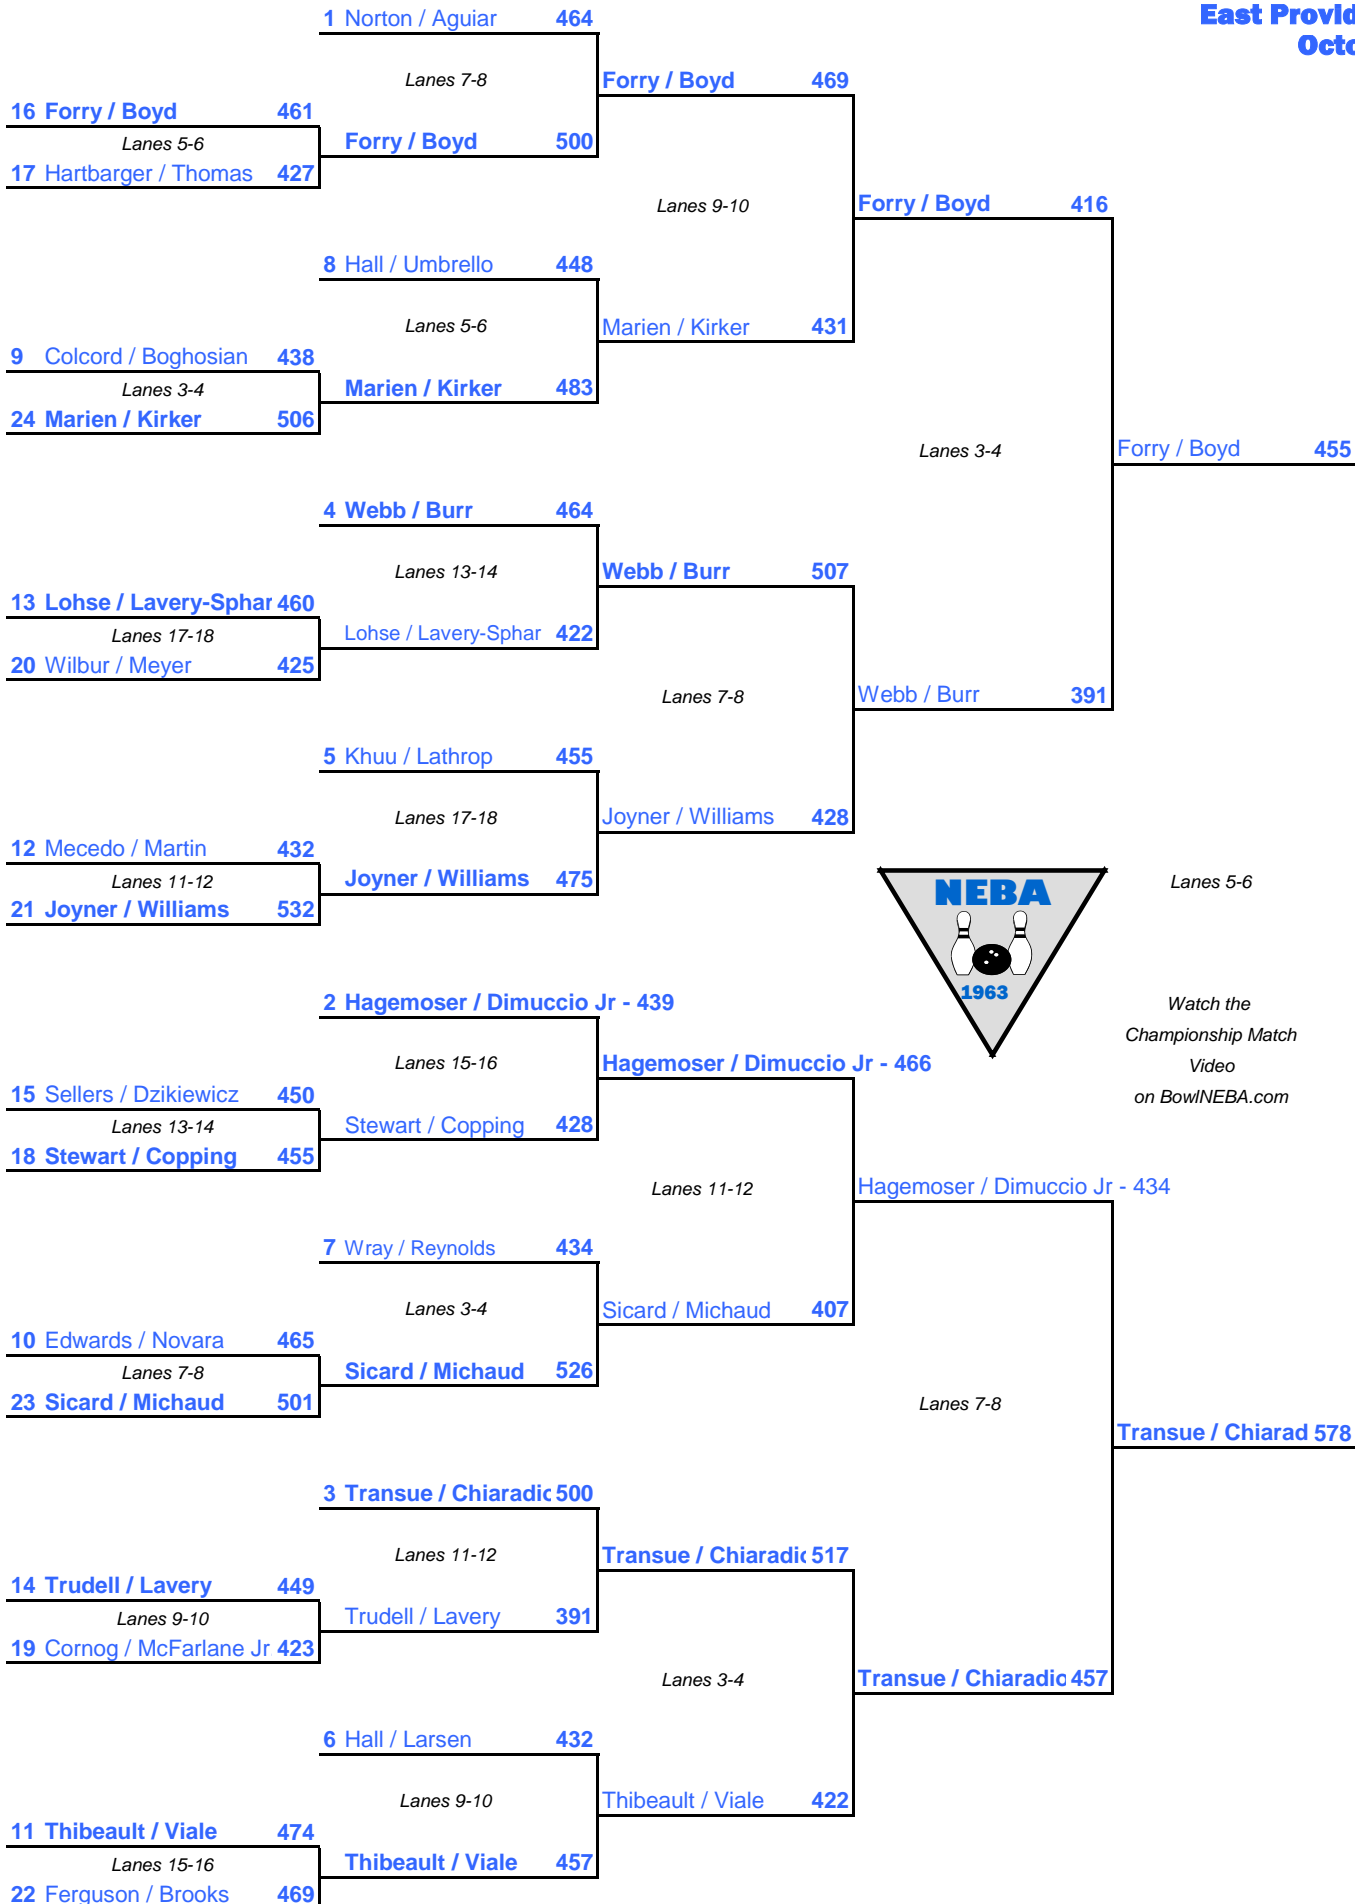 East Provid
Octo
1 Norton / Aguiar 464
Lanes 7-8
Forry / Boyd 469
16 Forry / Boyd 461
Lanes 5-6
Forry / Boyd 500
17 Hartbarger / Thomas 427
Lanes 9-10
Forry / Boyd 416
8 Hall / Umbrello 448
Lanes 5-6
Marien / Kirker 431
9 Colcord / Boghosian 438
Lanes 3-4
Marien / Kirker 483
24 Marien / Kirker 506
Lanes 3-4
Forry / Boyd 455
4 Webb / Burr 464
Lanes 13-14
Webb / Burr 507
13 Lohse / Lavery-Sphar 460
Lanes 17-18
Lohse / Lavery-Sphar 422
20 Wilbur / Meyer 425
Lanes 7-8
Webb / Burr 391
5 Khuu / Lathrop 455
Lanes 17-18
Joyner / Williams 428
12 Mecedo / Martin 432
Lanes 11-12
Joyner / Williams 475
21 Joyner / Williams 532
NEBA
1963
Lanes 5-6
Watch the
Championship Match
Video
on BowlNEBA.com
2 Hagemoser / Dimuccio Jr - 439
Lanes 15-16
Hagemoser / Dimuccio Jr - 466
15 Sellers / Dzikiewicz 450
Lanes 13-14
Stewart / Copping 428
18 Stewart / Copping 455
Lanes 11-12
Hagemoser / Dimuccio Jr - 434
7 Wray / Reynolds 434
Lanes 3-4
Sicard / Michaud 407
10 Edwards / Novara 465
Lanes 7-8
Sicard / Michaud 526
23 Sicard / Michaud 501
Lanes 7-8
Transue / Chiarad 578
3 Transue / Chiaradic 500
Lanes 11-12
Transue / Chiaradic 517
14 Trudell / Lavery 449
Lanes 9-10
Trudell / Lavery 391
19 Cornog / McFarlane Jr 423
Lanes 3-4
Transue / Chiaradio 457
6 Hall / Larsen 432
Lanes 9-10
Thibeault / Viale 422
11 Thibeault / Viale 474
Lanes 15-16
Thibeault / Viale 457
22 Ferguson / Brooks 469